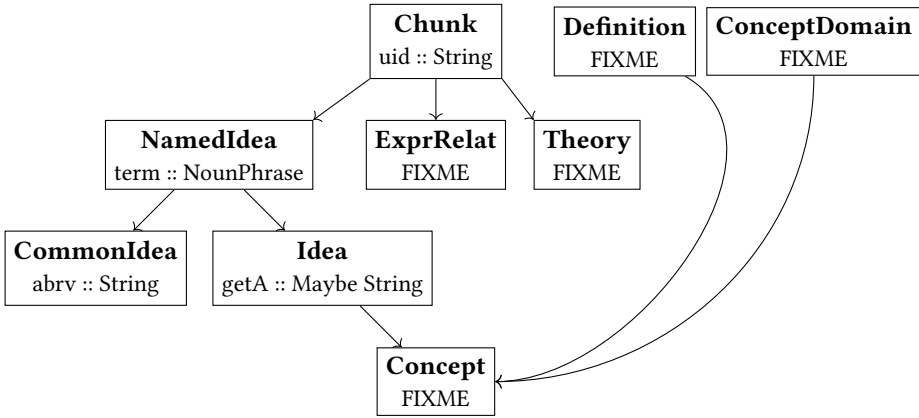 Chunk
uid :: String
Definition
FIXME
ConceptDomain
FIXME
NamedIdea
term :: NounPhrase
ExprRelat
FIXME
Theory
FIXME
CommonIdea
abrv :: String
Idea
getA :: Maybe String
Concept
FIXME